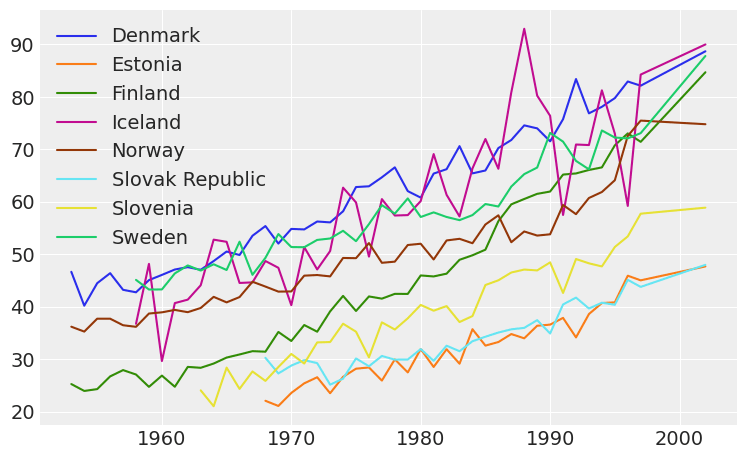 Denmark
Estonia
Finland
Iceland
Norway
Slovak Republic
Slovenia
Sweden
90
80
70
60
50
40
30
20
1960 1970 1980 1990 2000